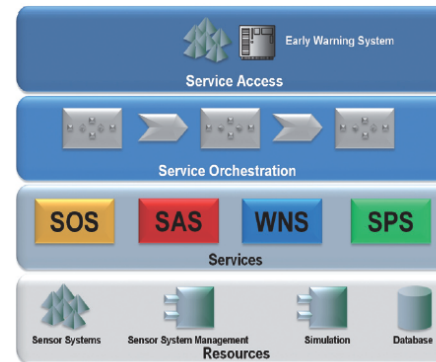 Early Warning System
Service Access
Service Orchestration
SOS SAS WNS SPS
Services
Sensor Systems Sensor System Management Simulation Database
Resources